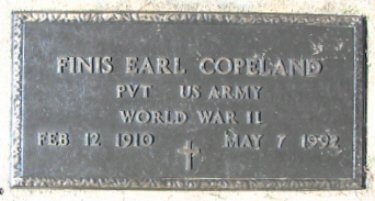 FINIS EARL COPELAND
PVT US ARMY
WORLD WAR II
FEB 12 1910 MAY 7 1992